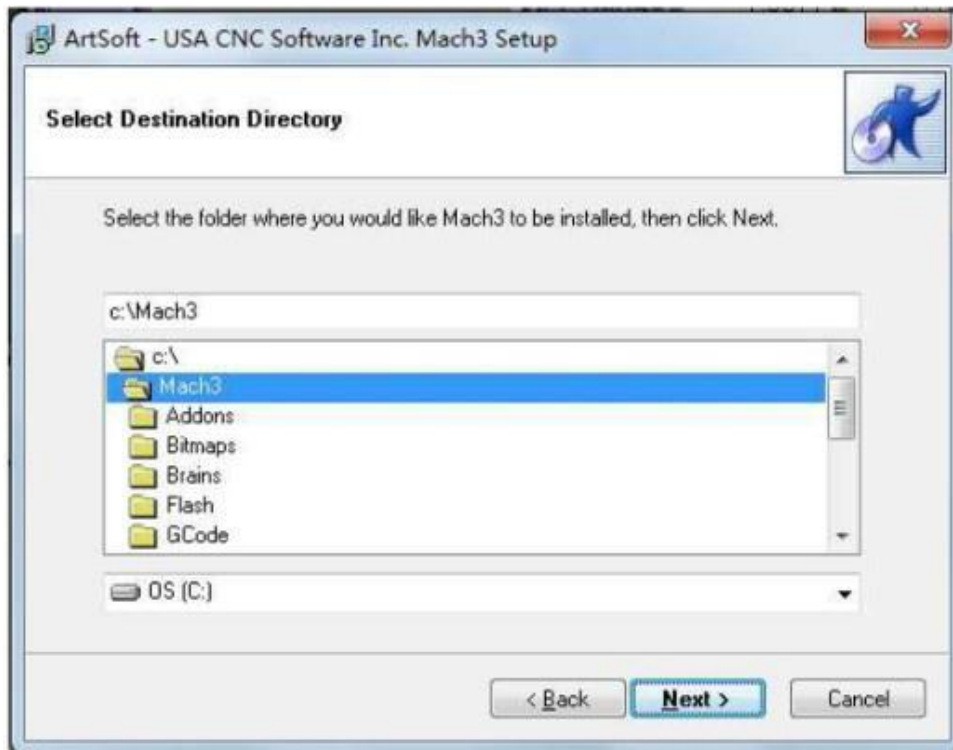 ArtSoft - USA CNC Software Inc. Mach3 Setup
Select Destination Directory
Select the folder where you would like Mach3 to be installed, then click Next.
c:\Mach3
c:\
Mach3
Addons
Bitmaps
Brains
Flash
GCode
OS (C:)
< Back
Next >
Cancel